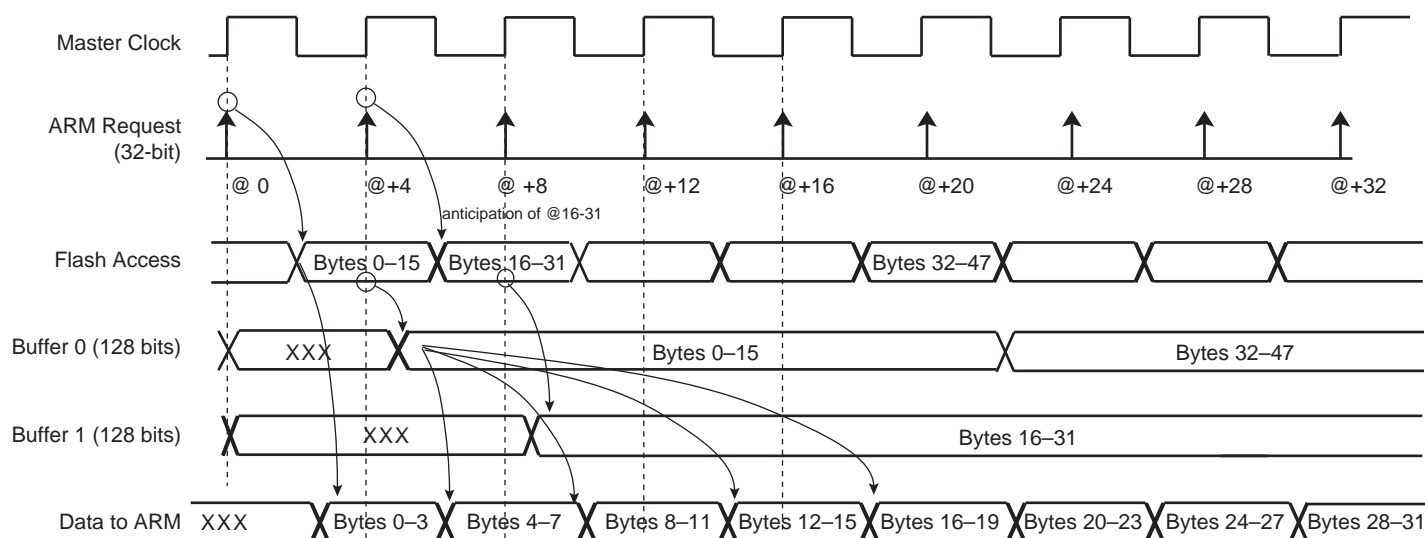 Master Clock
ARM Request
(32-bit)
@ 0
@+4
@ +8
@+12
@+16
@+20
@+24
@+28
@+32
anticipation of @16-31
Flash Access
Bytes 0–15
Bytes 16–31
Bytes 32–47
Buffer 0 (128 bits)
XXX
Bytes 0–15
Bytes 32–47
Buffer 1 (128 bits)
XXX
Bytes 16–31
Data to ARM
XXX
Bytes 0–3
Bytes 4–7
Bytes 8–11
Bytes 12–15
Bytes 16–19
Bytes 20–23
Bytes 24–27
Bytes 28–31